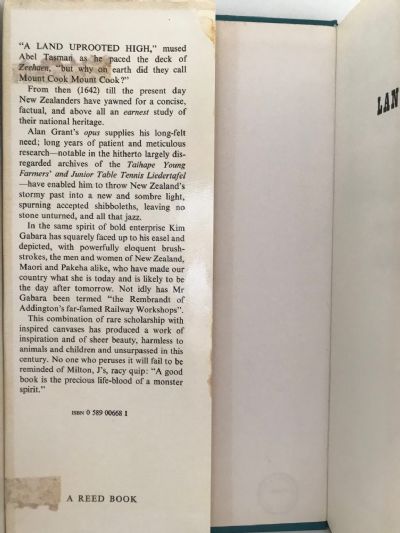 "A LAND UPROOTED HIGH," mused
Abel Tasman as he paced the deck of
Zeehaen, "but why on earth did they call
Mount Cook Mount Cook?"
From then (1642) till the present day
New Zealanders have yawned for a concise,
factual, and above all an earnest study of
their national heritage.
Alan Grant's opus supplies his long-felt
need; long years of patient and meticulous
research—notable in the hitherto largely dis-
regarded archives of the Taihape Young
Farmers' and Junior Table Tennis Liedertafel
—have enabled him to throw New Zealand's
stormy past into a new and sombre light,
spurning accepted shibboleths, leaving no
stone unturned, and all that jazz.
In the same spirit of bold enterprise Kim
Gabara has squarely faced up to his easel and
depicted, with powerfully eloquent brush-
strokes, the men and women of New Zealand,
Maori and Pakeha alike, who have made our
country what she is today and is likely to be
the day after tomorrow. Not idly has Mr
Gabara been termed "the Rembrandt of
Addington's far-famed Railway Workshops".
This combination of rare scholarship with
inspired canvases has produced a work of
inspiration and of sheer beauty, harmless to
animals and children and unsurpassed in this
century. No one who peruses it will fail to be
reminded of Milton, J's, racy quip: "A good
book is the precious life-blood of a monster
spirit."
ISBN 0 589 00668 1
A REED BOOK
LAN